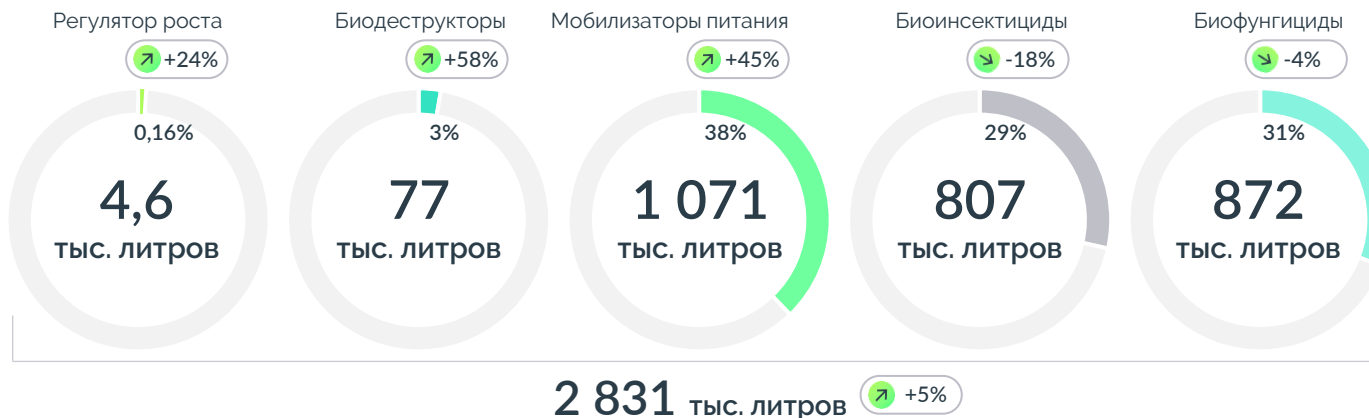 Регулятор роста
+24%
0,16%
4,6
тыс. литров
Биодеструкторы
+58%
3%
77
тыс. литров
Мобилизаторы питания
+45%
38%
1 071
тыс. литров
Биоинсектициды
-18%
29%
807
тыс. литров
Биофунгициды
-4%
31%
872
тыс. литров
2 831 тыс. литров +5%